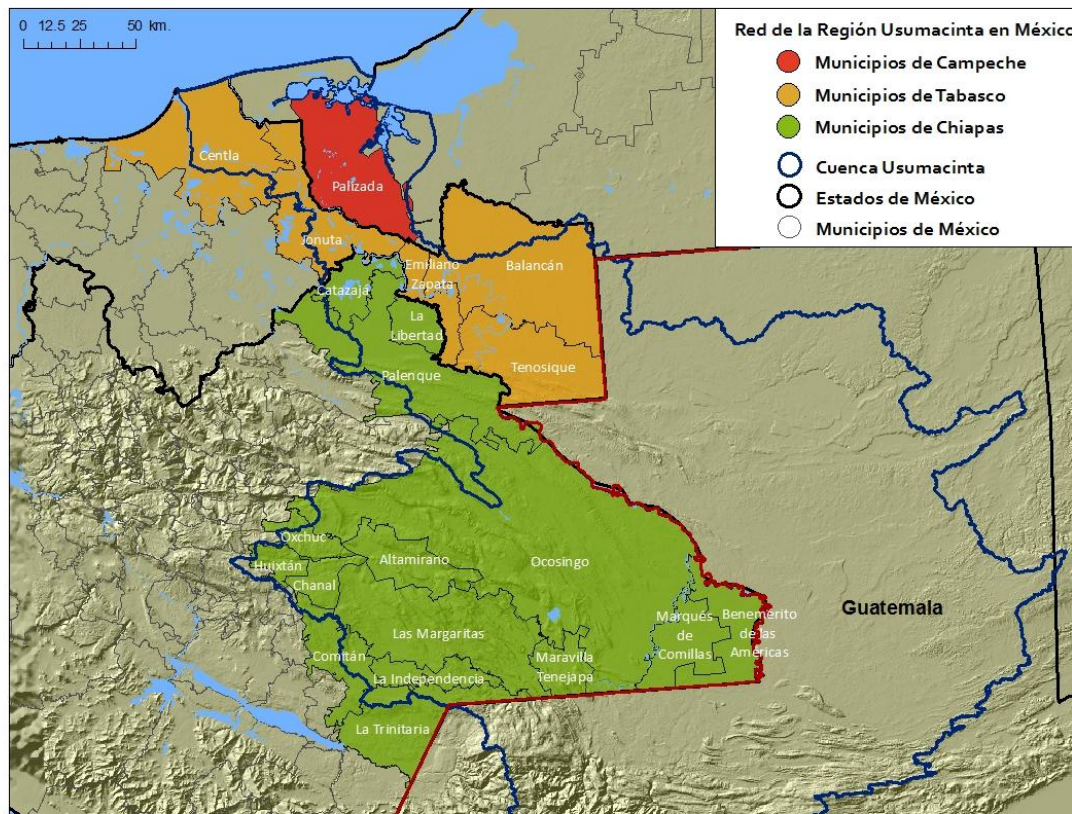 0 12.5 25 50 km.
Red de la Región Usumacinta en México
Municipios de Campeche
Municipios de Tabasco
Municipios de Chiapas
Cuenca Usumacinta
Estados de México
Municipios de México
Centla
Palizada
Jonuta
Emiliano
Zapata
Balancán
Catazajá
La
Libertad
Tenosique
Palenque
Oxchuc
Huixtán
Chanal
Altamirano
Ocosingo
Las Margaritas
Comitán
La Independencia
Maravilla
Tenejapa
Marqués
de
Comillas
Benemérito
de las
Américas
Guatemala
La Trinitaria